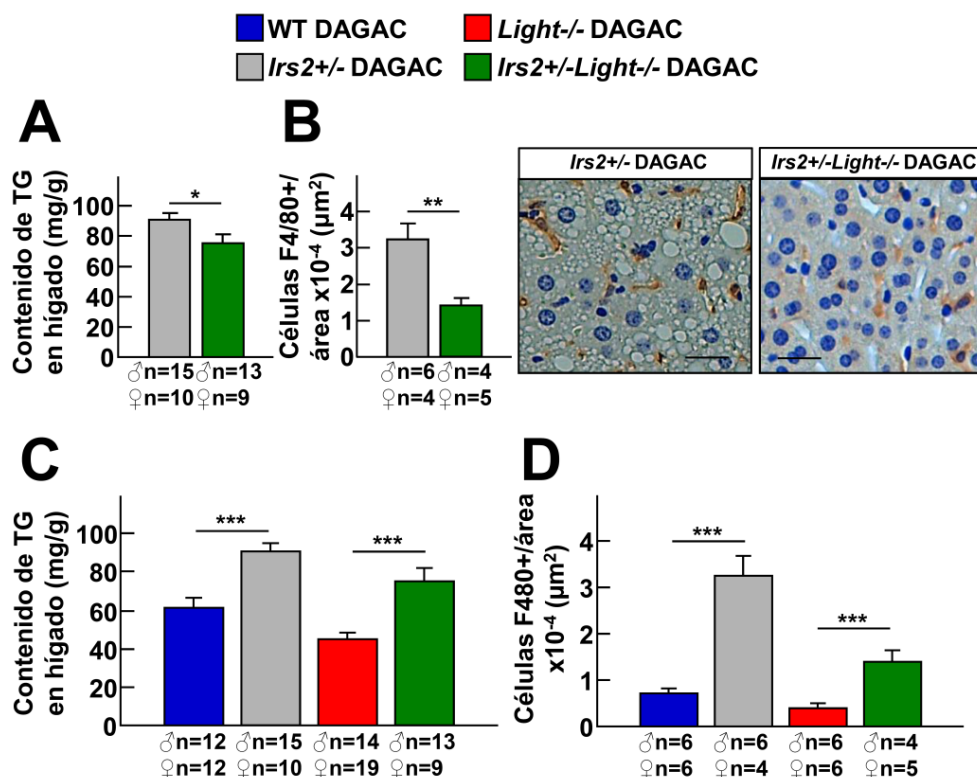 WT DAGAC
Light-/- DAGAC
Irs2+/- DAGAC
Irs2+/-Light-/- DAGAC
A
Contenido de TG
en hígado (mg/g)
100
80
60
40
20
0
*
♂n=15 ♂n=13
♀n=10 ♀n=9
B
Células F4/80+/
área x10-4 (µm2)
4
3
2
1
0
**
♂n=6 ♂n=4
♀n=4 ♀n=5
Irs2+/- DAGAC
Irs2+/-Light-/- DAGAC
C
Contenido de TG
en hígado (mg/g)
100
80
60
40
20
0
***
***
♂n=12 ♂n=15 ♂n=14 ♂n=13
♀n=12 ♀n=10 ♀n=19 ♀n=9
D
Células F480+/área
x10-4 (µm2)
4
3
2
1
0
***
***
♂n=6 ♂n=6 ♂n=6 ♂n=4
♀n=6 ♀n=4 ♀n=6 ♀n=5